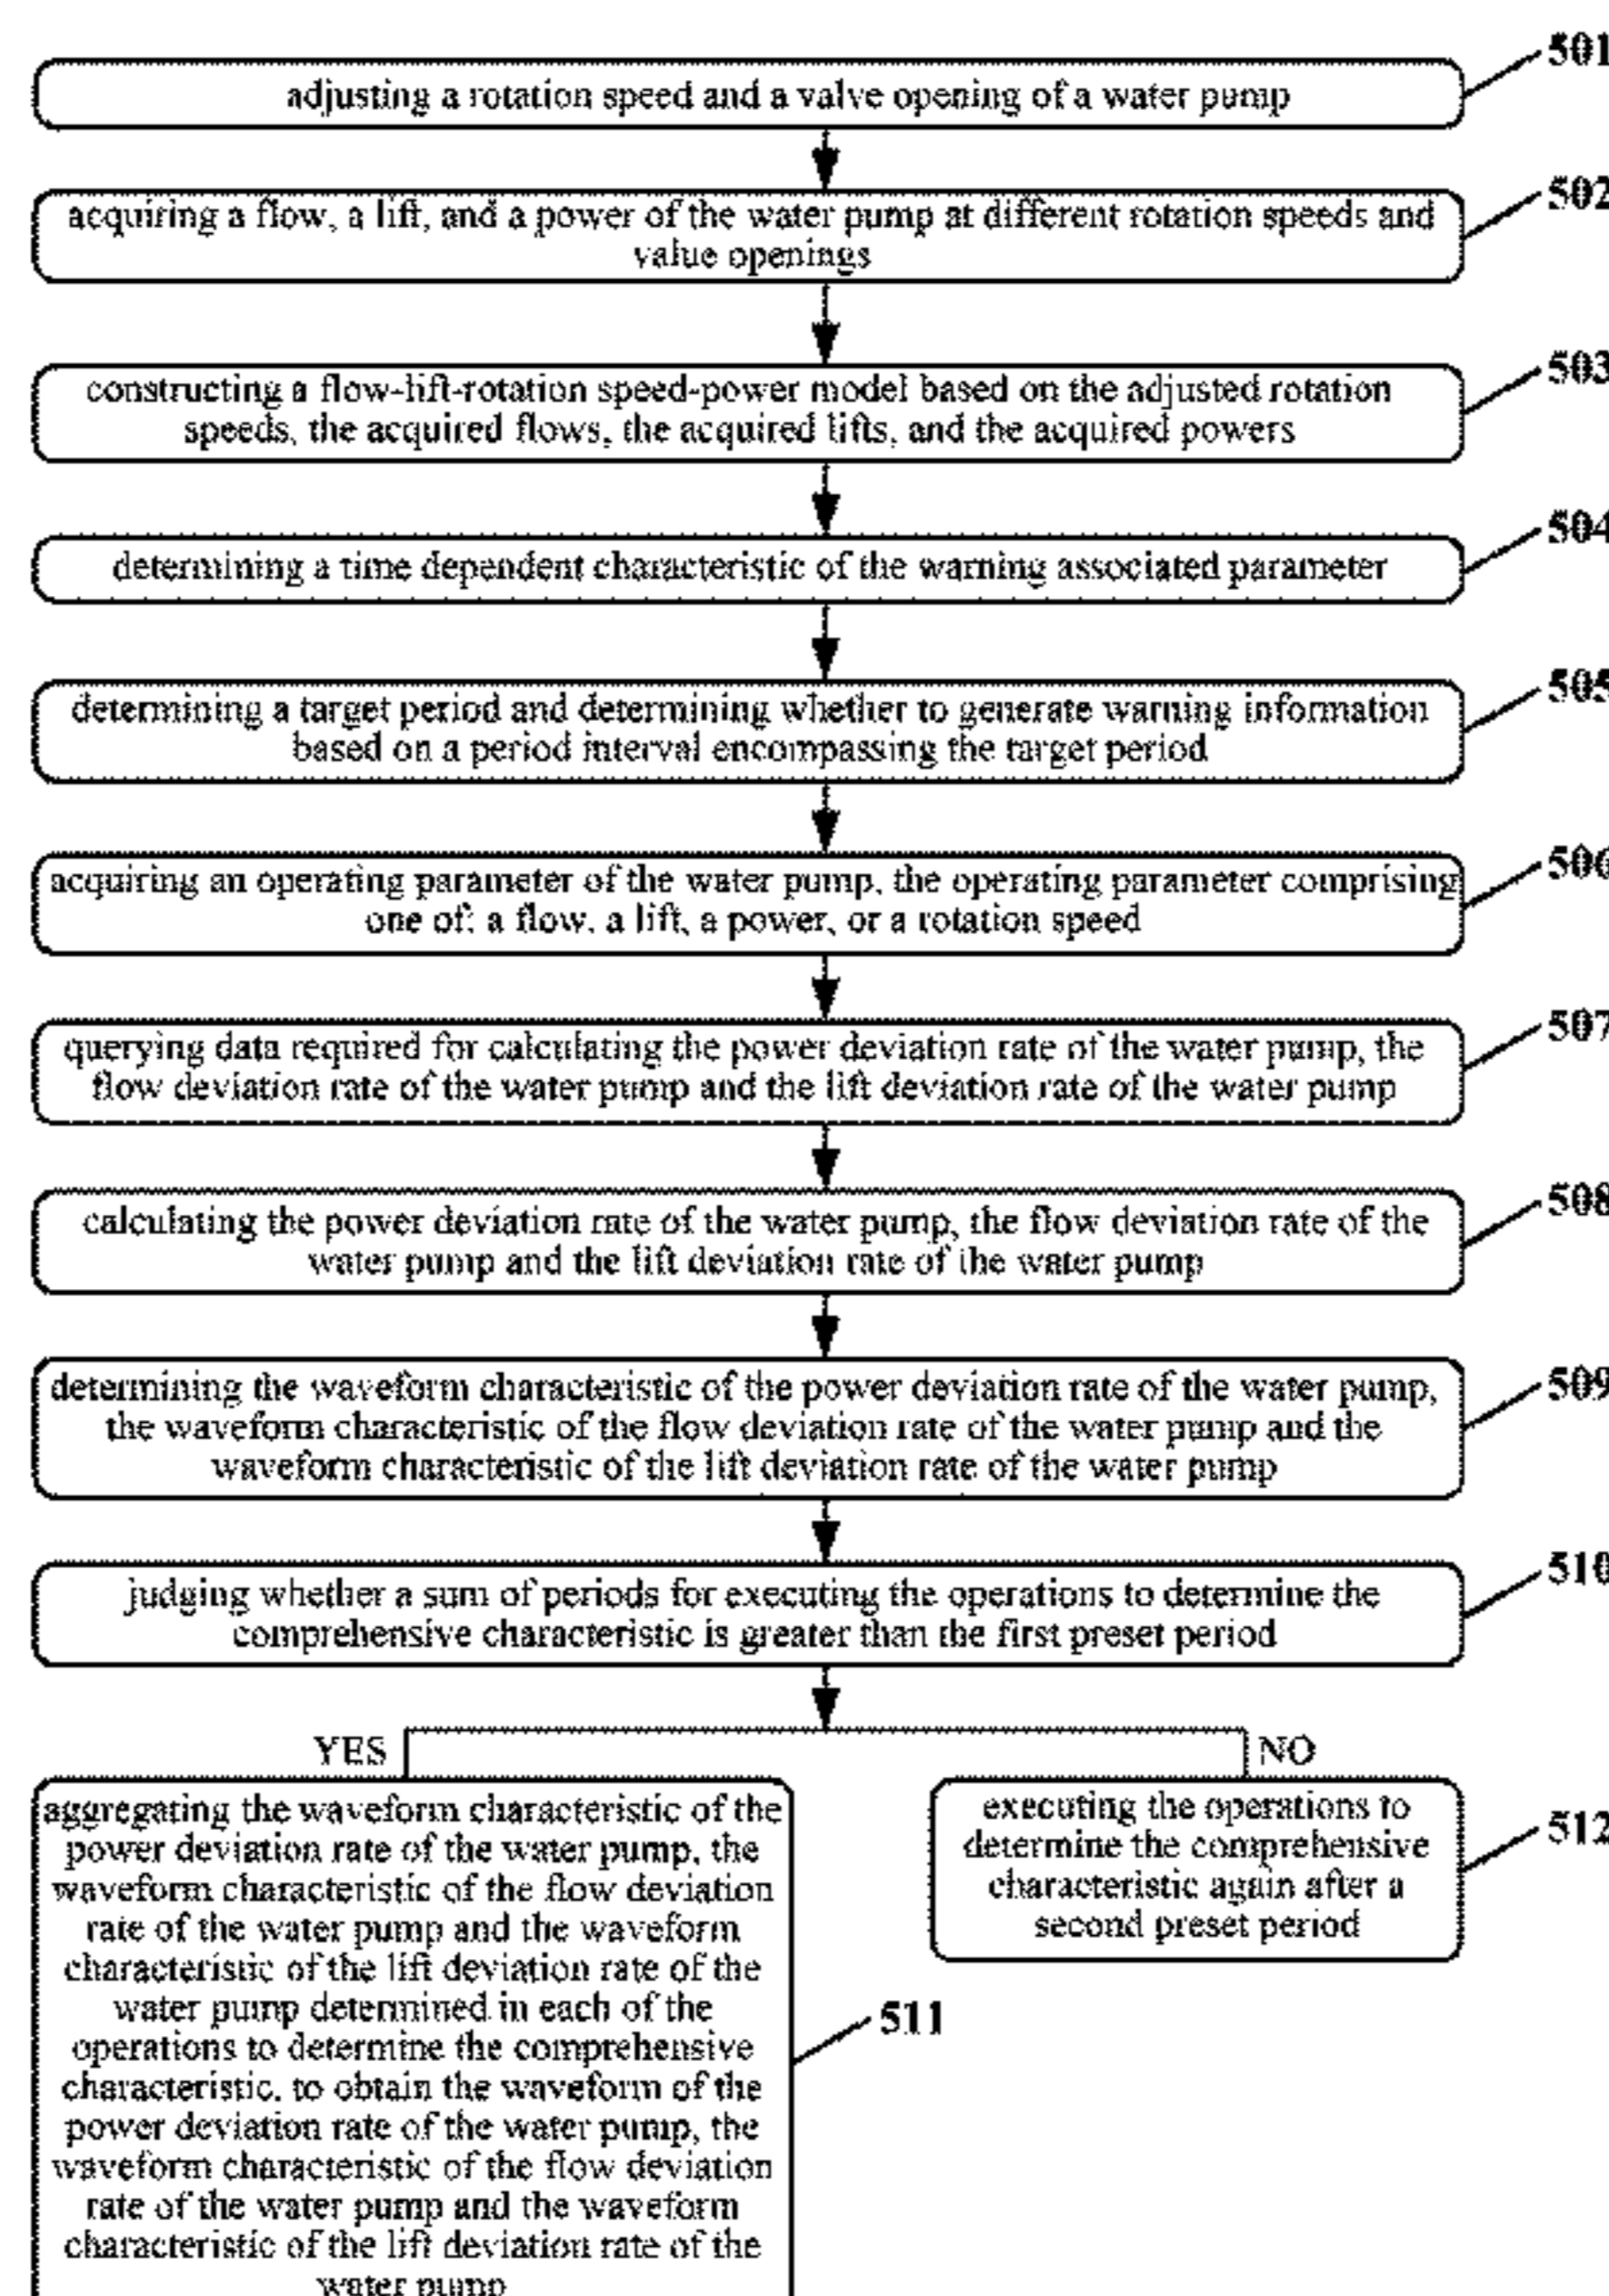 501
adjusting a rotation speed and a valve opening of a water pump
502
acquiring a flow, a lift, and a power of the water pump at different rotation speeds and
value openings
503
constructing a flow-lift-rotation speed-power model based on the adjusted rotation
speeds, the acquired flows, the acquired lifts, and the acquired powers
504
determining a time dependent characteristic of the warning associated parameter
505
determining a target period and determining whether to generate warning information
based on a period interval encompassing the target period
506
acquiring an operating parameter of the water pump, the operating parameter comprising
one of: a flow, a lift, a power, or a rotation speed
507
querying data required for calculating the power deviation rate of the water pump, the
flow deviation rate of the water pump and the lift deviation rate of the water pump
508
calculating the power deviation rate of the water pump, the flow deviation rate of the
water pump and the lift deviation rate of the water pump
509
determining the waveform characteristic of the power deviation rate of the water pump,
the waveform characteristic of the flow deviation rate of the water pump and the
waveform characteristic of the lift deviation rate of the water pump
510
judging whether a sum of periods for executing the operations to determine the
comprehensive characteristic is greater than the first preset period
YES
NO
aggregating the waveform characteristic of the
power deviation rate of the water pump, the
waveform characteristic of the flow deviation
rate of the water pump and the waveform
characteristic of the lift deviation rate of the
water pump determined in each of the
operations to determine the comprehensive
characteristic, to obtain the waveform of the
power deviation rate of the water pump, the
waveform characteristic of the flow deviation
rate of the water pump and the waveform
characteristic of the lift deviation rate of the
water pump
511
executing the operations to
determine the comprehensive
characteristic again after a
second preset period
512